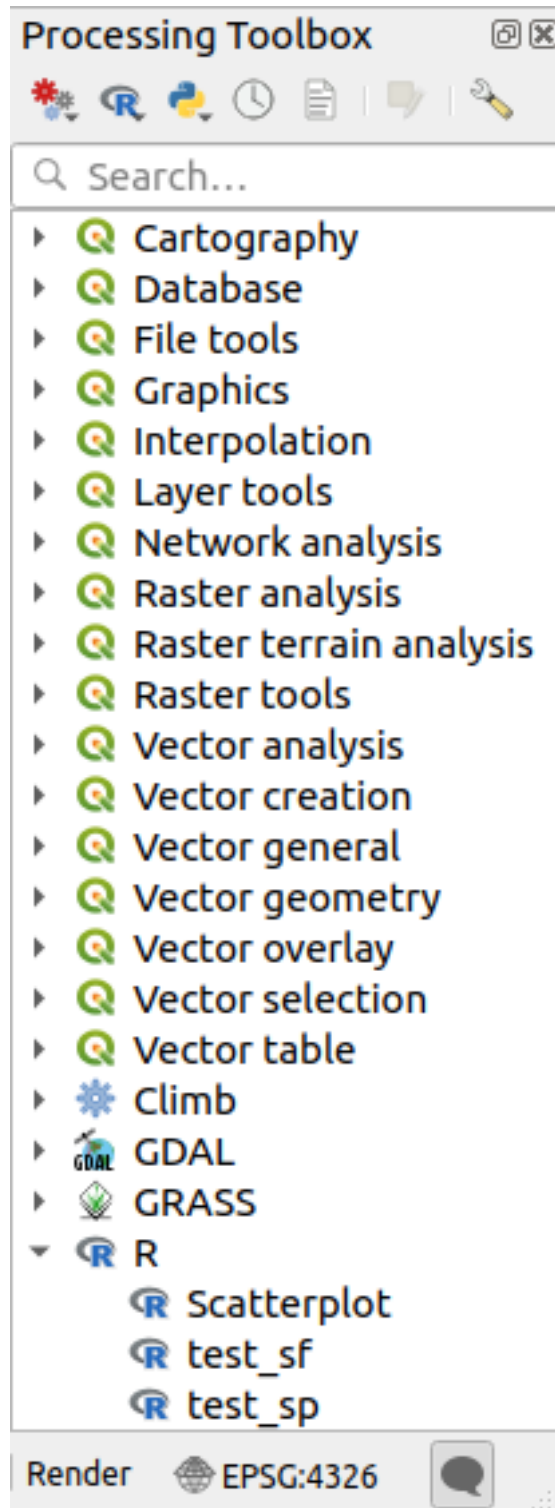 Processing Toolbox
Search...
Cartography
Database
File tools
Graphics
Interpolation
Layer tools
Network analysis
Raster analysis
Raster terrain analysis
Raster tools
Vector analysis
Vector creation
Vector general
Vector geometry
Vector overlay
Vector selection
Vector table
Climb
GDAL GDAL
GRASS
R
Scatterplot
test_sf
test_sp
Render EPSG:4326